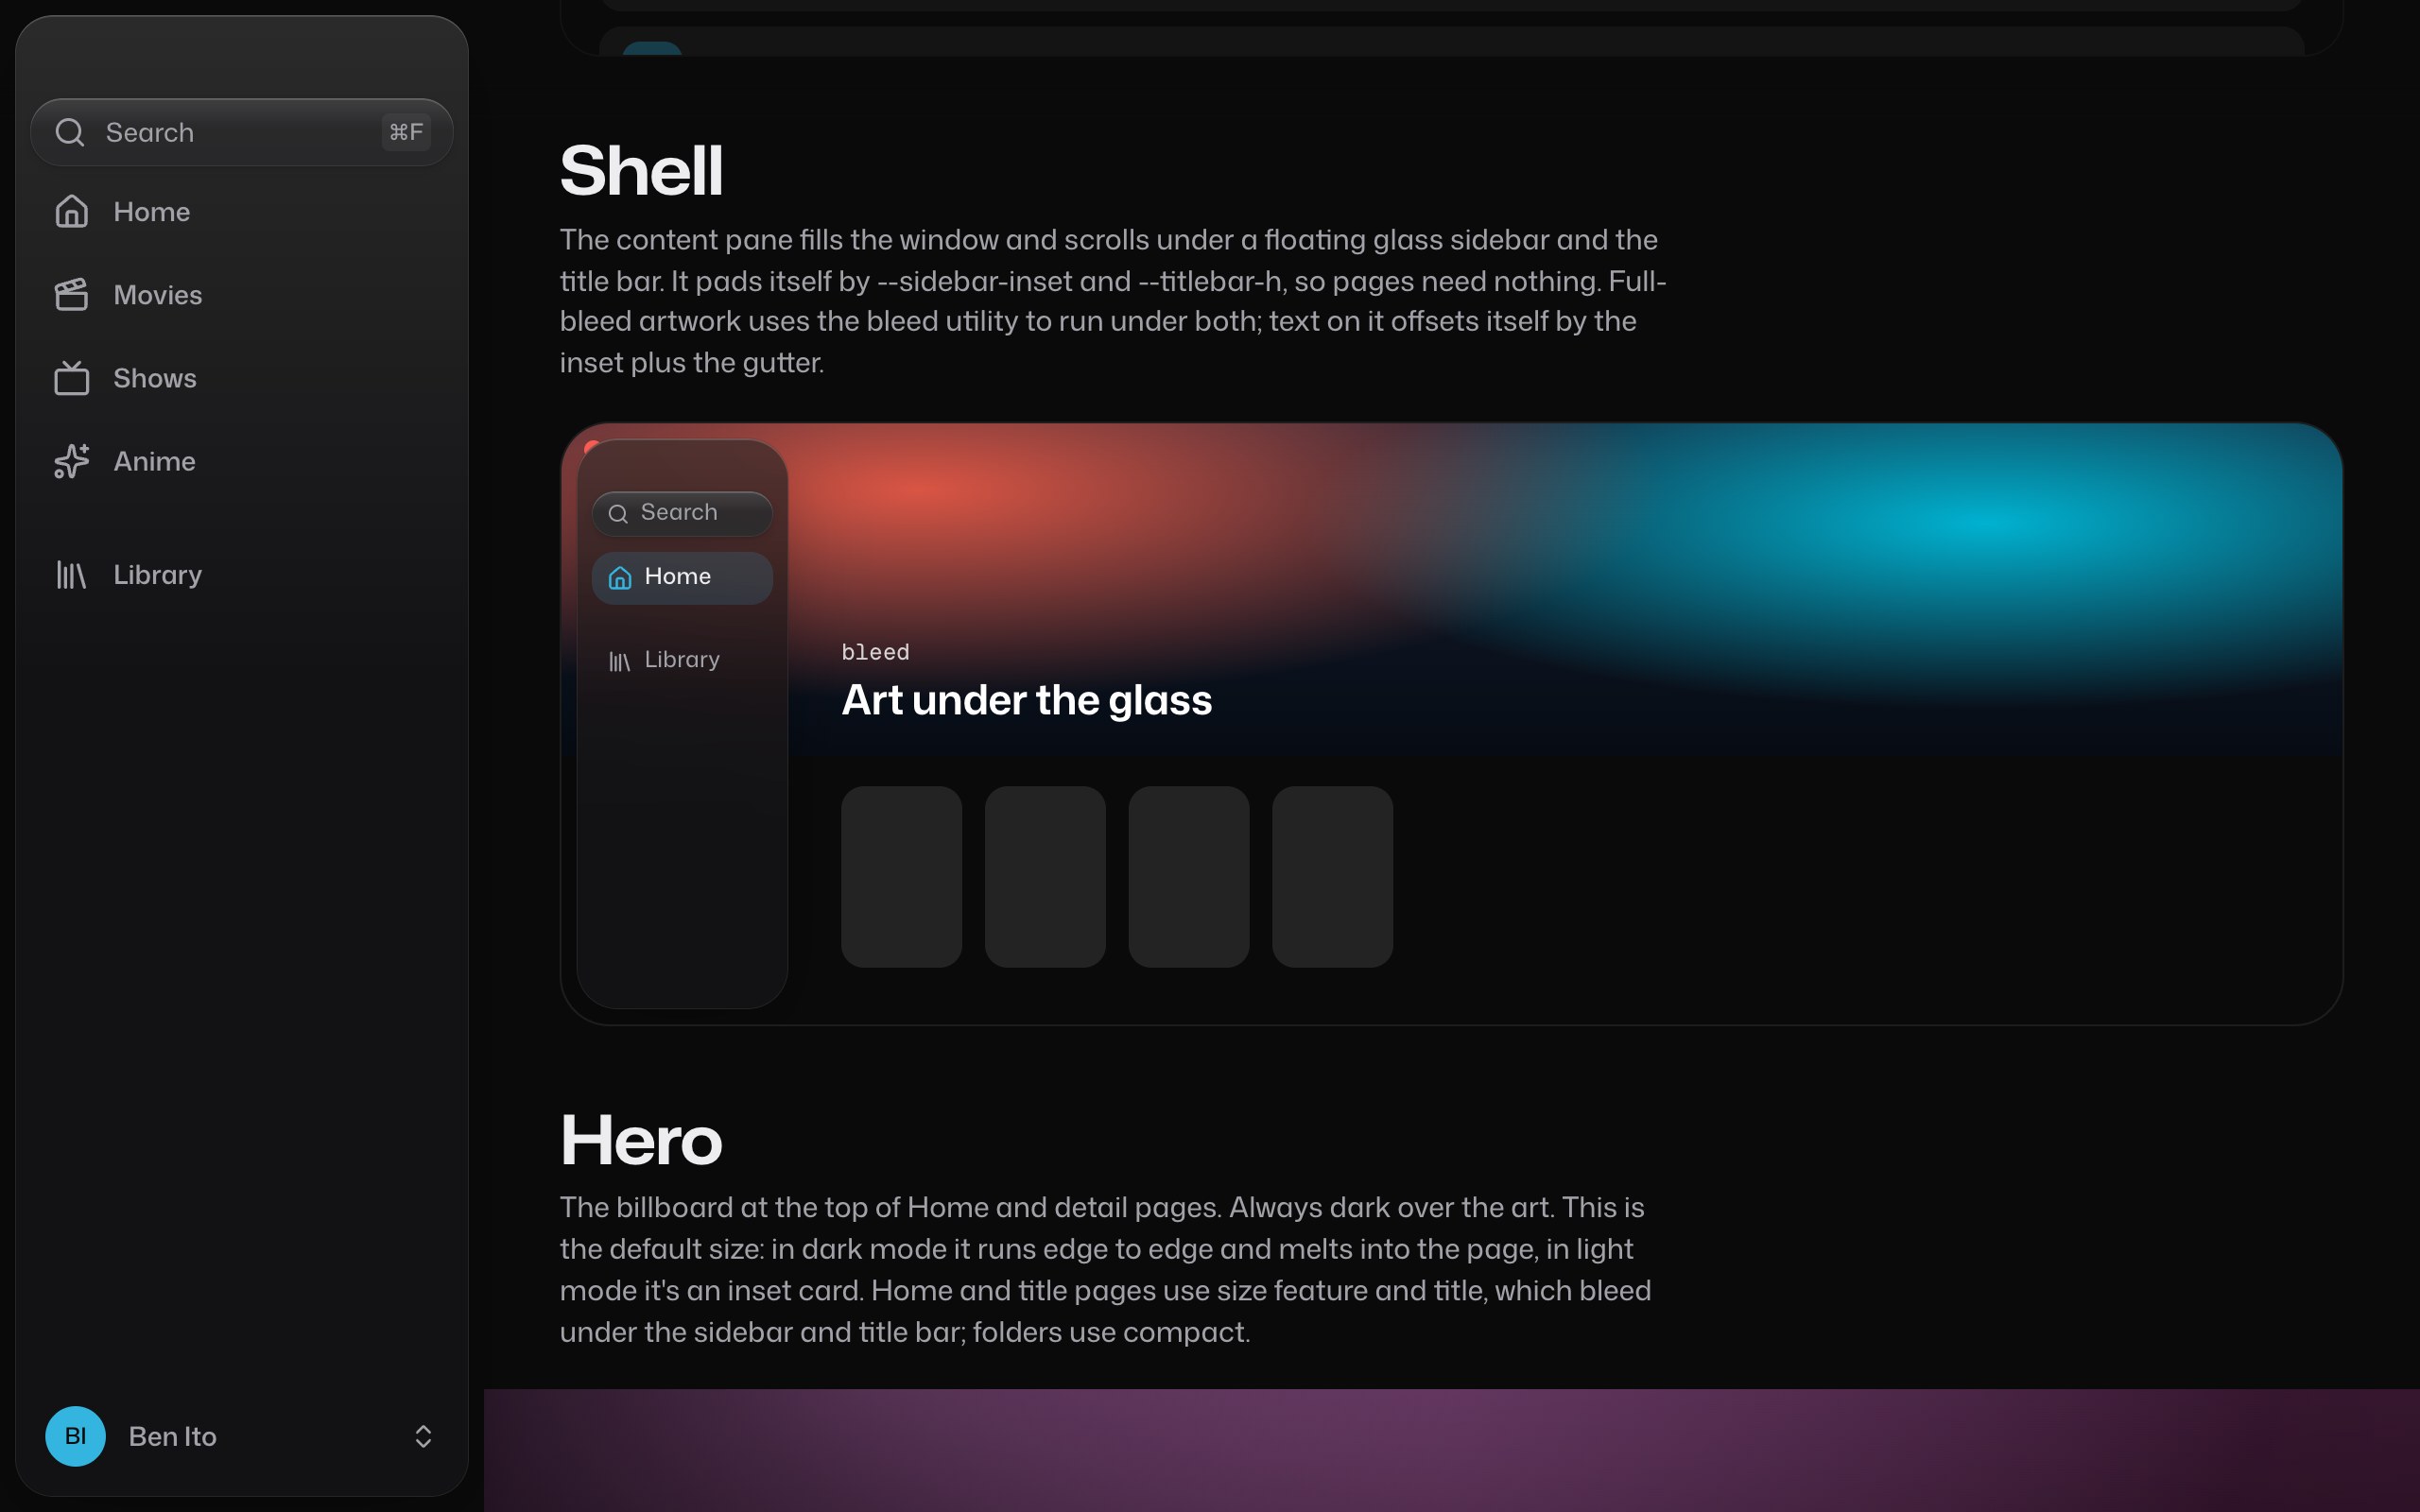 Search
⌘F
Home
Movies
Shows
Anime
Library
BI
Ben Ito
Shell
The content pane fills the window and scrolls under a floating glass sidebar and the
title bar. It pads itself by --sidebar-inset and --titlebar-h, so pages need nothing. Full-
bleed artwork uses the bleed utility to run under both; text on it offsets itself by the
inset plus the gutter.
Search
Home
Library
bleed
Art under the glass
Hero
The billboard at the top of Home and detail pages. Always dark over the art. This is
the default size: in dark mode it runs edge to edge and melts into the page, in light
mode it's an inset card. Home and title pages use size feature and title, which bleed
under the sidebar and title bar; folders use compact.